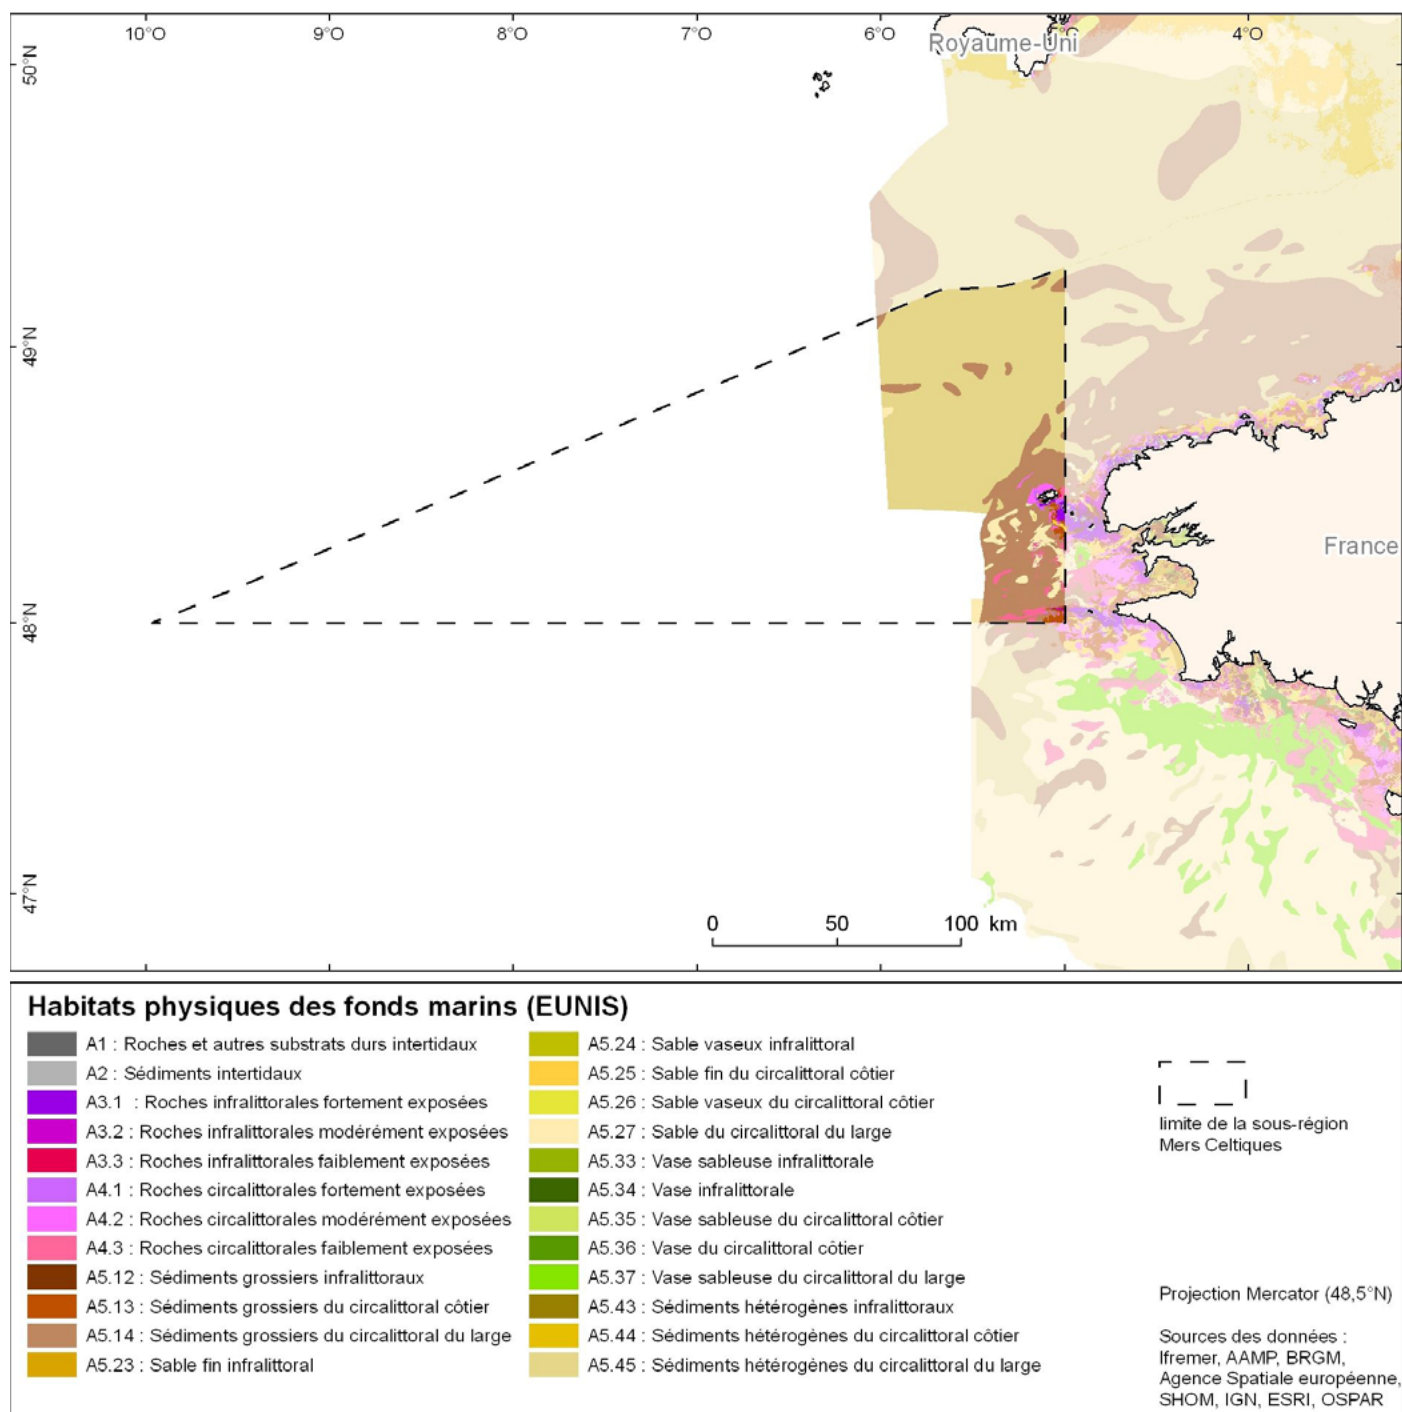 10°O 9°O 8°O 7°O 6°O 4°O
50°N
Royaume-Uni
49°N
France
48°N
47°N
0 50 100 km
Habitats physiques des fonds marins (EUNIS)
A1 : Roches et autres substrats durs intertidaux
A2 : Sédiments intertidaux
A3.1 : Roches infralittorales fortement exposées
A3.2 : Roches infralittorales modérément exposées
A3.3 : Roches infralittorales faiblement exposées
A4.1 : Roches circalittorales fortement exposées
A4.2 : Roches circalittorales modérément exposées
A4.3 : Roches circalittorales faiblement exposées
A5.12 : Sédiments grossiers infralittoraux
A5.13 : Sédiments grossiers du circalittoral côtier
A5.14 : Sédiments grossiers du circalittoral du large
A5.23 : Sable fin infralittoral
A5.24 : Sable vaseux infralittoral
A5.25 : Sable fin du circalittoral côtier
A5.26 : Sable vaseux du circalittoral côtier
A5.27 : Sable du circalittoral du large
A5.33 : Vase sableuse infralittorale
A5.34 : Vase infralittorale
A5.35 : Vase sableuse du circalittoral côtier
A5.36 : Vase du circalittoral côtier
A5.37 : Vase sableuse du circalittoral du large
A5.43 : Sédiments hétérogènes infralittoraux
A5.44 : Sédiments hétérogènes du circalittoral côtier
A5.45 : Sédiments hétérogènes du circalittoral du large
limite de la sous-région
Mers Celtiques
Projection Mercator (48,5°N)
Sources des données :
Ifremer, AAMP, BRGM,
Agence Spatiale européenne,
SHOM, IGN, ESRI, OSPAR